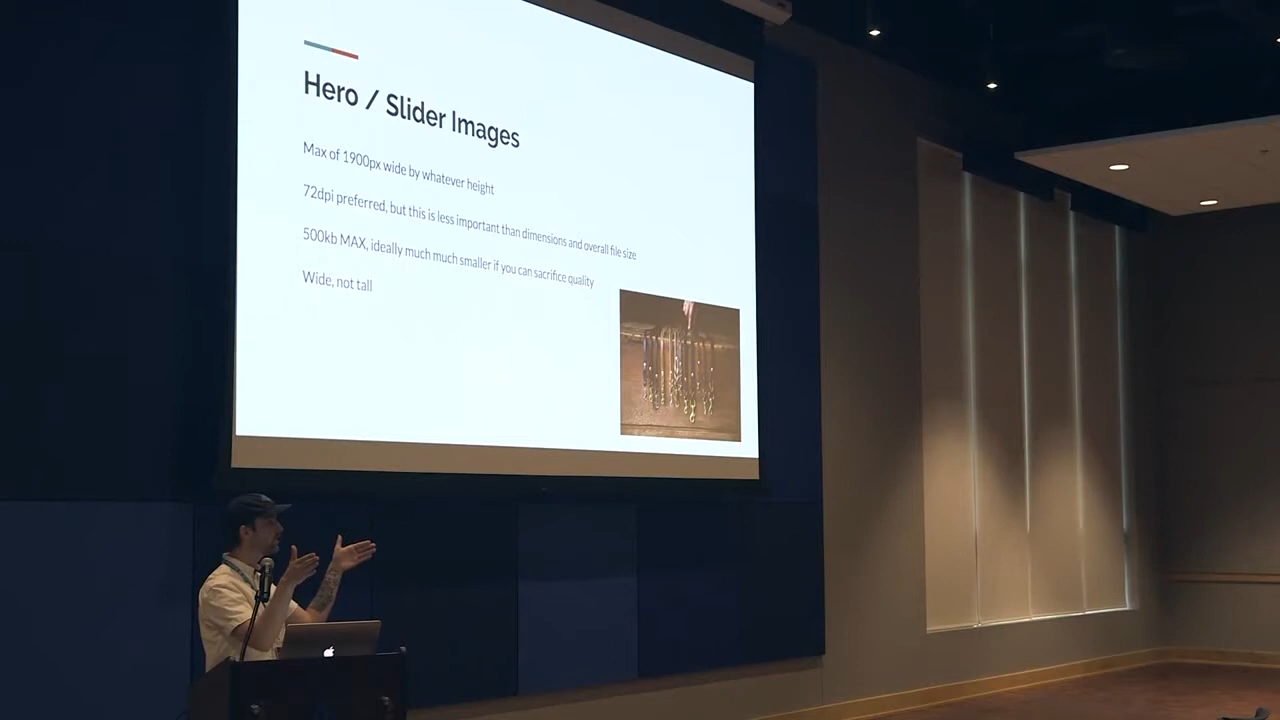 Hero / Slider Images
Max of 1900px wide by whatever height
72dpi preferred, but this is less important than dimensions and overall file size
500kb MAX, ideally much much smaller if you can sacrifice quality
Wide, not tall